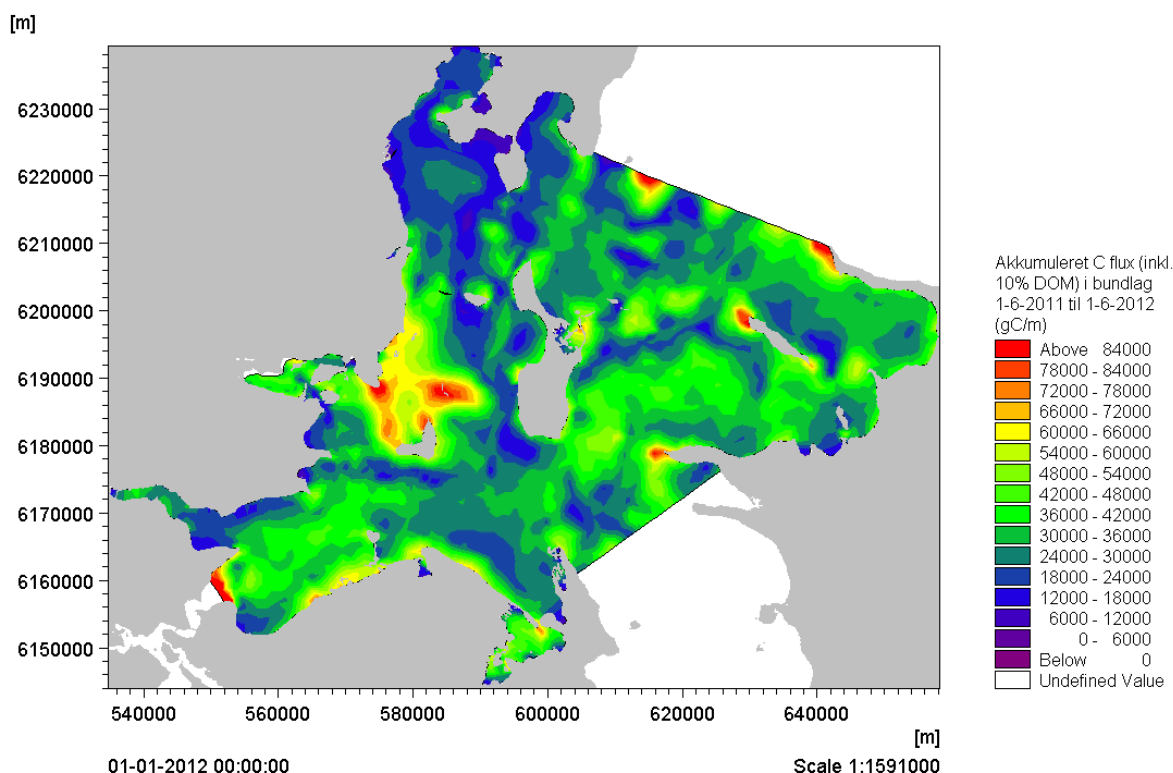 [m]
6230000
6220000
6210000
6200000
6190000
6180000
6170000
6160000
6150000
540000 560000 580000 600000 620000 640000
[m]
01-01-2012 00:00:00
Scale 1:1591000
Akkumuleret C flux (inkl.
10% DOM) i bundlag
1-6-2011 til 1-6-2012
(gC/m)
Above 84000
78000 - 84000
72000 - 78000
66000 - 72000
60000 - 66000
54000 - 60000
48000 - 54000
42000 - 48000
36000 - 42000
30000 - 36000
24000 - 30000
18000 - 24000
12000 - 18000
6000 - 12000
0 - 6000
Below 0
Undefined Value